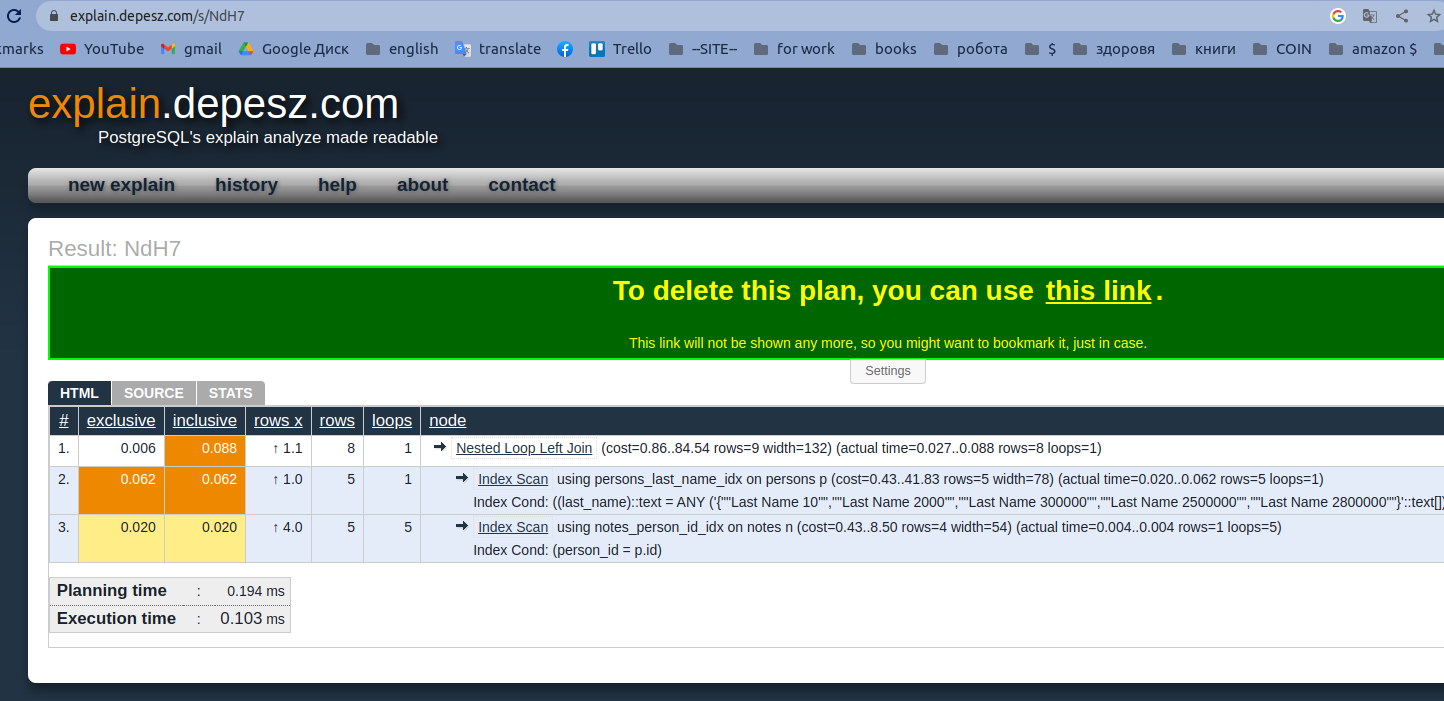 explain.depesz.com/s/NdH7
kmarks YouTube gmail Google Диск english translate Trello --SITE-- for work books робота $ здоровя книги COIN amazon $
explain.depesz.com
PostgreSQL's explain analyze made readable
new explain history help about contact
Result: NdH7
To delete this plan, you can use this link.
This link will not be shown any more, so you might want to bookmark it, just in case.
Settings
HTML SOURCE STATS
# exclusive inclusive rows x rows loops node
1. 0.006 0.088 ↑ 1.1 8 1 → Nested Loop Left Join (cost=0.86..84.54 rows=9 width=132) (actual time=0.027..0.088 rows=8 loops=1)
2. 0.062 0.062 ↑ 1.0 5 1 → Index Scan using persons_last_name_idx on persons p (cost=0.43..41.83 rows=5 width=78) (actual time=0.020..0.062 rows=5 loops=1)
Index Cond: ((last_name)::text = ANY ('{""Last Name 10"",""Last Name 2000"",""Last Name 300000"",""Last Name 2500000"",""Last Name 2800000""}'::text[])
3. 0.020 0.020 ↑ 4.0 5 5 → Index Scan using notes_person_id_idx on notes n (cost=0.43..8.50 rows=4 width=54) (actual time=0.004..0.004 rows=1 loops=5)
Index Cond: (person_id = p.id)
Planning time : 0.194 ms
Execution time : 0.103 ms